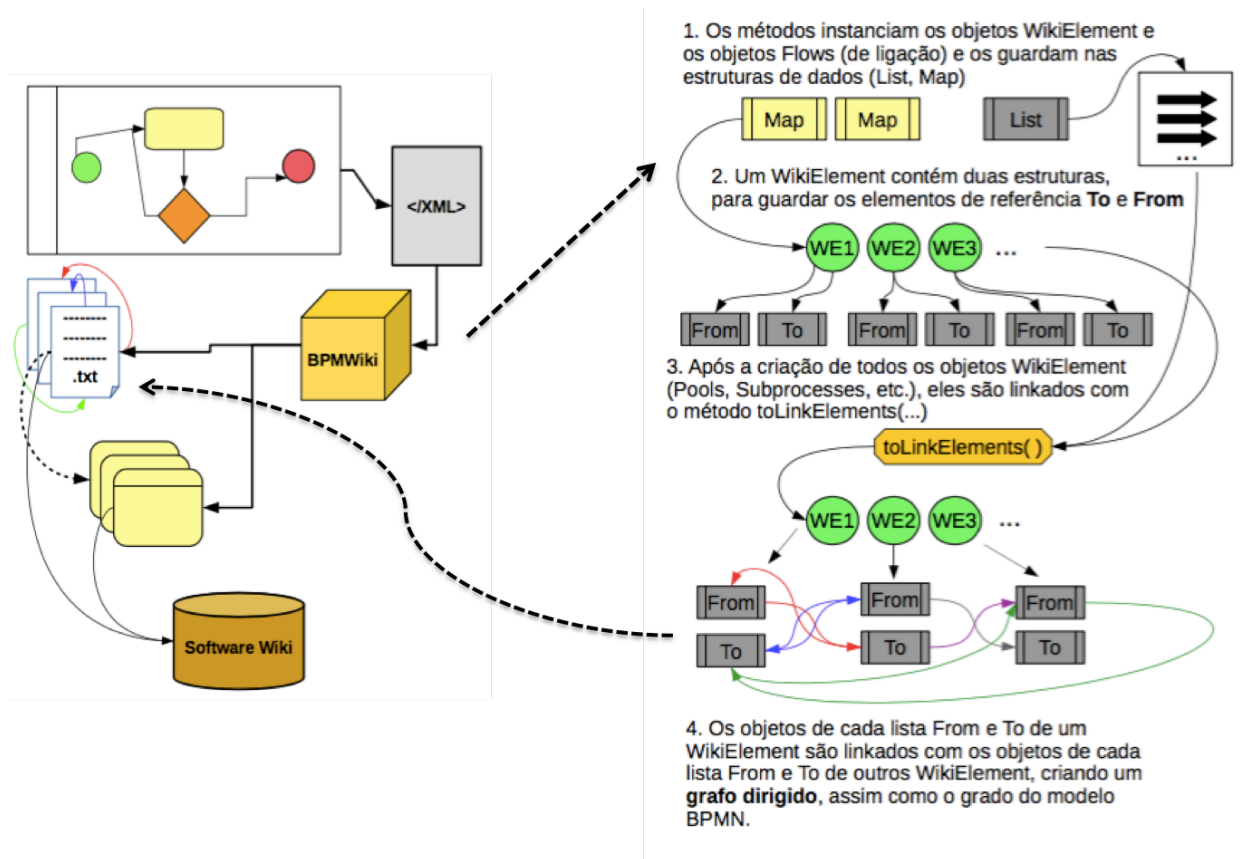 </XML>
BPMWiki
.txt
Software Wiki
1. Os métodos instanciam os objetos WikiElement e
os objetos Flows (de ligação) e os guardam nas
estruturas de dados (List, Map)
Map
Map
List
...
2. Um WikiElement contém duas estruturas,
para guardar os elementos de referência To e From
WE1
WE2
WE3
...
From
To
From
To
From
To
3. Após a criação de todos os objetos WikiElement
(Pools, Subprocesses, etc.), eles são linkados com
o método toLinkElements(...)
toLinkElements( )
WE1
WE2
WE3
...
From
From
From
To
To
To
4. Os objetos de cada lista From e To de um
WikiElement são linkados com os objetos de cada
lista From e To de outros WikiElement, criando um
grafo dirigido, assim como o grado do modelo
BPMN.